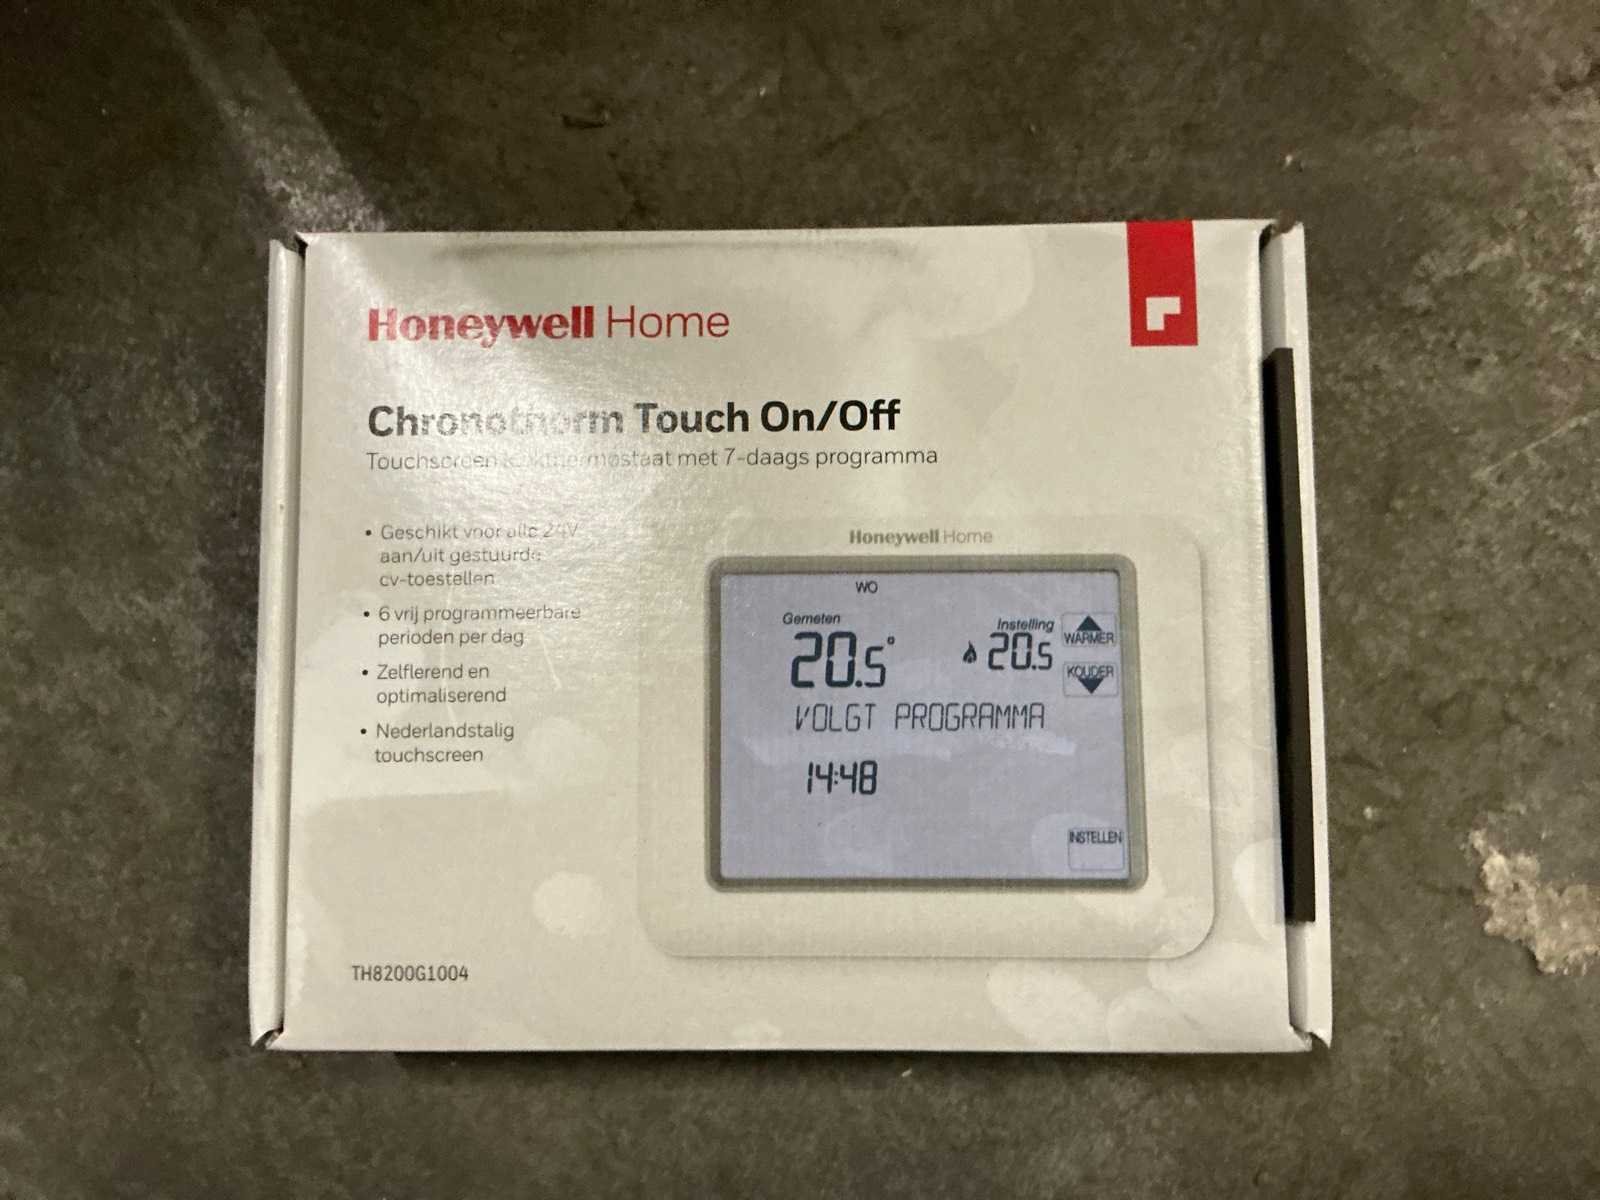 Honeywell Home
Chronotherm Touch On/Off
Touchscreen klokthermostaat met 7-daags programma
• Geschikt voor alle 24V
aan/uit gestuurde
cv-toestellen
• 6 vrij programmeerbare
perioden per dag
• Zelflerend en
optimaliserend
• Nederlandstalig
touchscreen
Honeywell Home
WO
Gemeten
Instelling
20.5°
20.5
WARMER
KOUDER
VOLGT PROGRAMMA
14:48
INSTELLEN
TH8200G1004